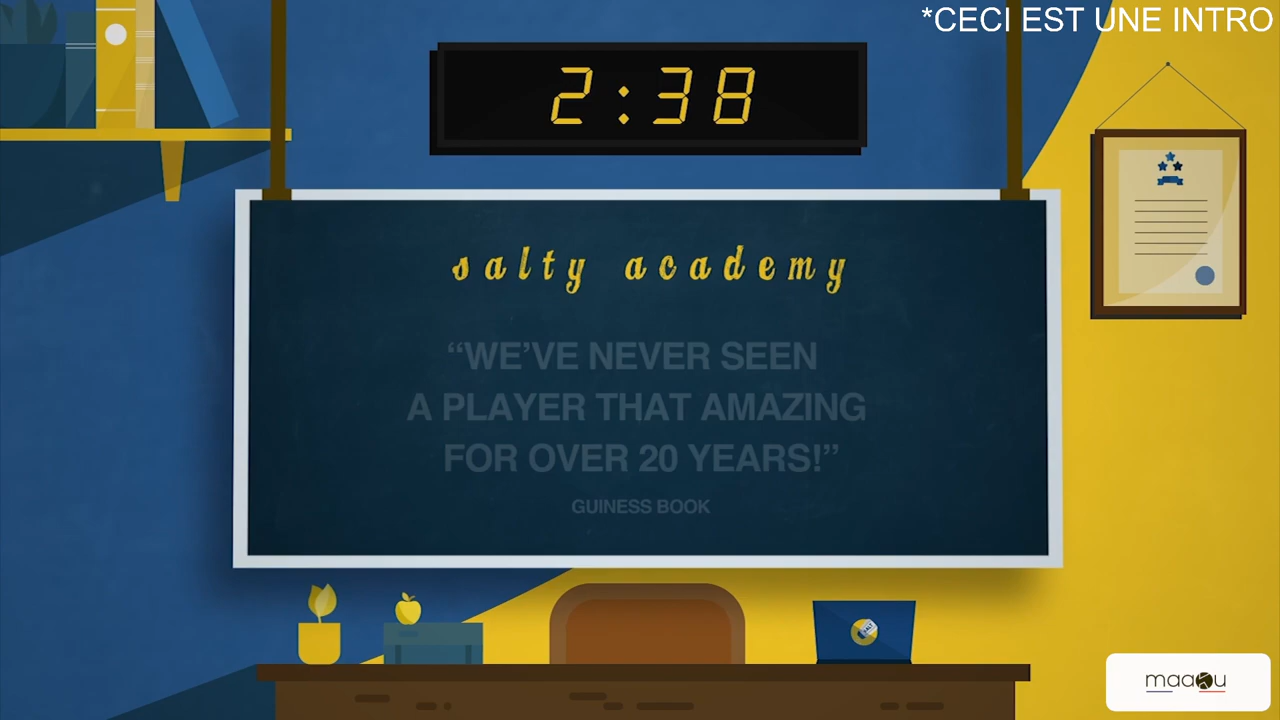 *CECI EST UNE INTRO
2:38
salty academy
“WE’VE NEVER SEEN
A PLAYER THAT AMAZING
FOR OVER 20 YEARS!”
GUINESS BOOK
SALT
maaKu